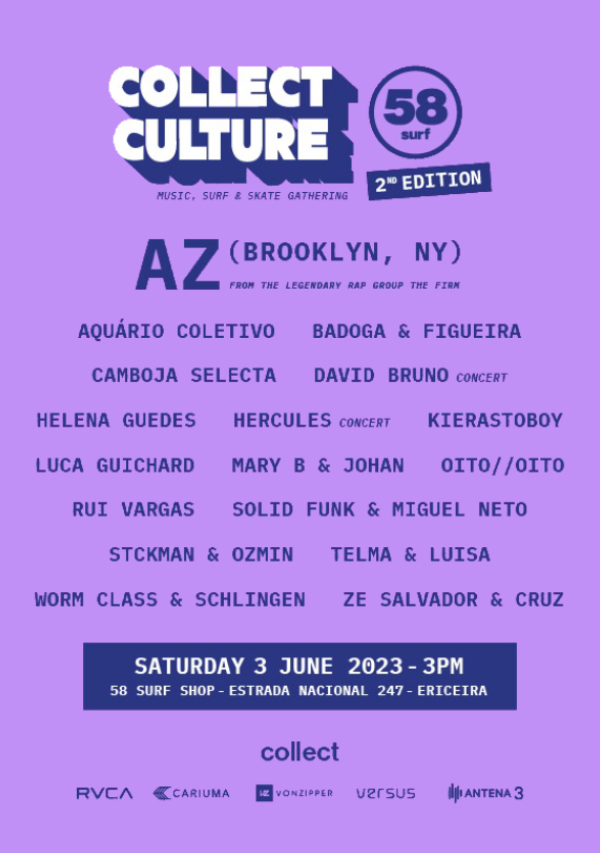 COLLECT
CULTURE
MUSIC, SURF & SKATE GATHERING
58
surf
2ND EDITION
AZ (BROOKLYN, NY)
FROM THE LEGENDARY RAP GROUP THE FIRM
AQUÁRIO COLETIVO BADOGA & FIGUEIRA
CAMBOJA SELECTA DAVID BRUNO CONCERT
HELENA GUEDES HERCULES CONCERT KIERASTOBOY
LUCA GUICHARD MARY B & JOHAN OITO//OITO
RUI VARGAS SOLID FUNK & MIGUEL NETO
STCKMAN & OZMIN TELMA & LUISA
WORM CLASS & SCHLINGEN ZE SALVADOR & CRUZ
SATURDAY 3 JUNE 2023 - 3PM
58 SURF SHOP - ESTRADA NACIONAL 247 - ERICEIRA
collect
RVCA CARIUMA VZ VONZIPPER VERSUS ANTENA 3